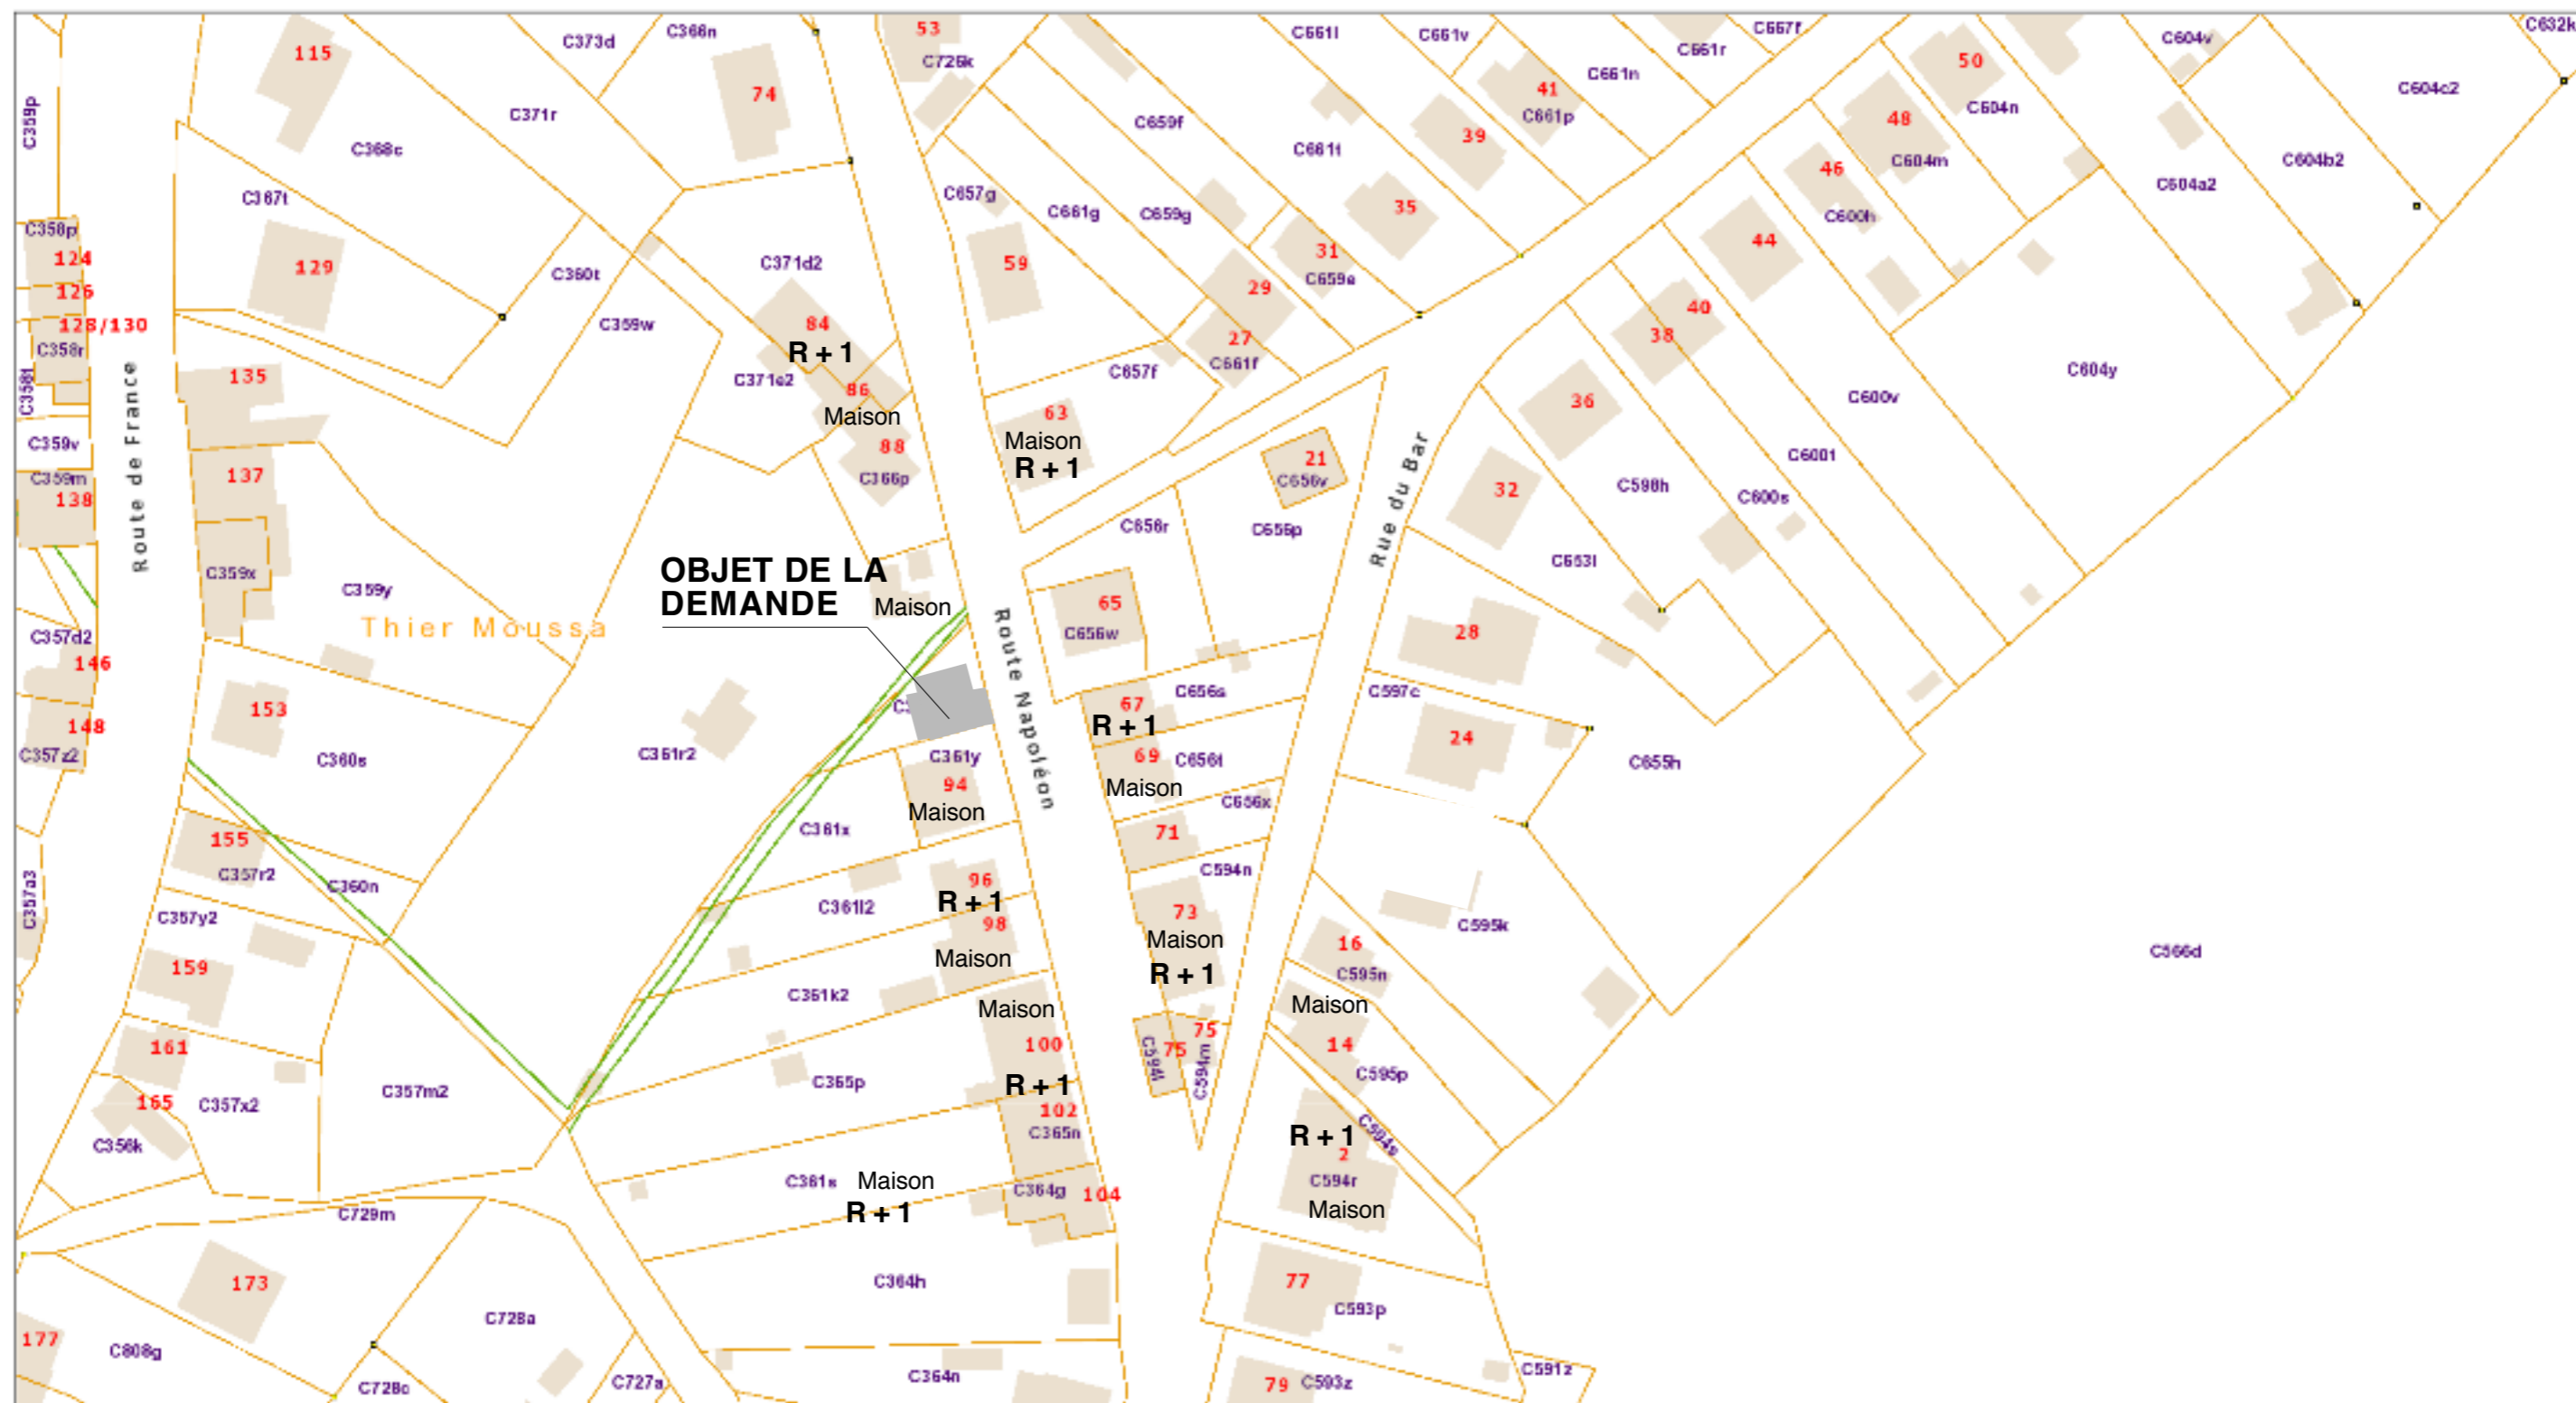 115
C373d
C366n
53
C726k
C661l
C661v
C667f
C661r
C604v
C632k
74
C359p
C371r
C368c
C659f
C661t
41
C661p
C661n
39
50
C604n
C604c2
48
C604m
C604b2
46
C600h
C604a2
C367t
129
C360t
C359w
C371d2
C657g
C661g
C659g
59
35
31
C659e
29
27
C661f
44
40
38
C358p
124
126
128/130
C358r
C358t
C359v
C359m
138
Route de France
135
137
C359x
C359y
84
R + 1
C371e2
86
Maison
88
C366p
C657f
63
Maison
R + 1
21
C656v
C656r
C656p
Rue du Bar
36
32
C598h
C600s
C600v
C604y
C653l
OBJET DE LA
DEMANDE
Maison
Thier Moussa
Route Napoléon
65
C656w
28
C357d2
146
148
C357z2
153
C360s
C361r2
C361y
94
Maison
67
R + 1
C656s
69
C656t
Maison
C656x
C597c
24
C655h
155
C357r2
C360n
C357y2
C357a3
C361x
C361l2
96
R + 1
98
Maison
71
C594n
73
Maison
R + 1
16
C595n
C595k
C566d
159
161
165
C357x2
C356k
C357m2
C361k2
C365p
Maison
100
R + 1
102
C365n
C594l
75
75
C594m
Maison
14
C595p
R + 1
2
C594r
Maison
C361s
Maison
R + 1
C364g
104
C729m
173
C728a
C364h
77
C593p
177
C808g
C727a
C364n
79
C593z
C591z